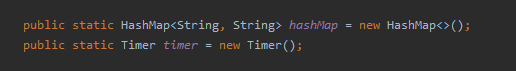 public static HashMap<String, String> hashMap = new HashMap<>();
public static Timer timer = new Timer();